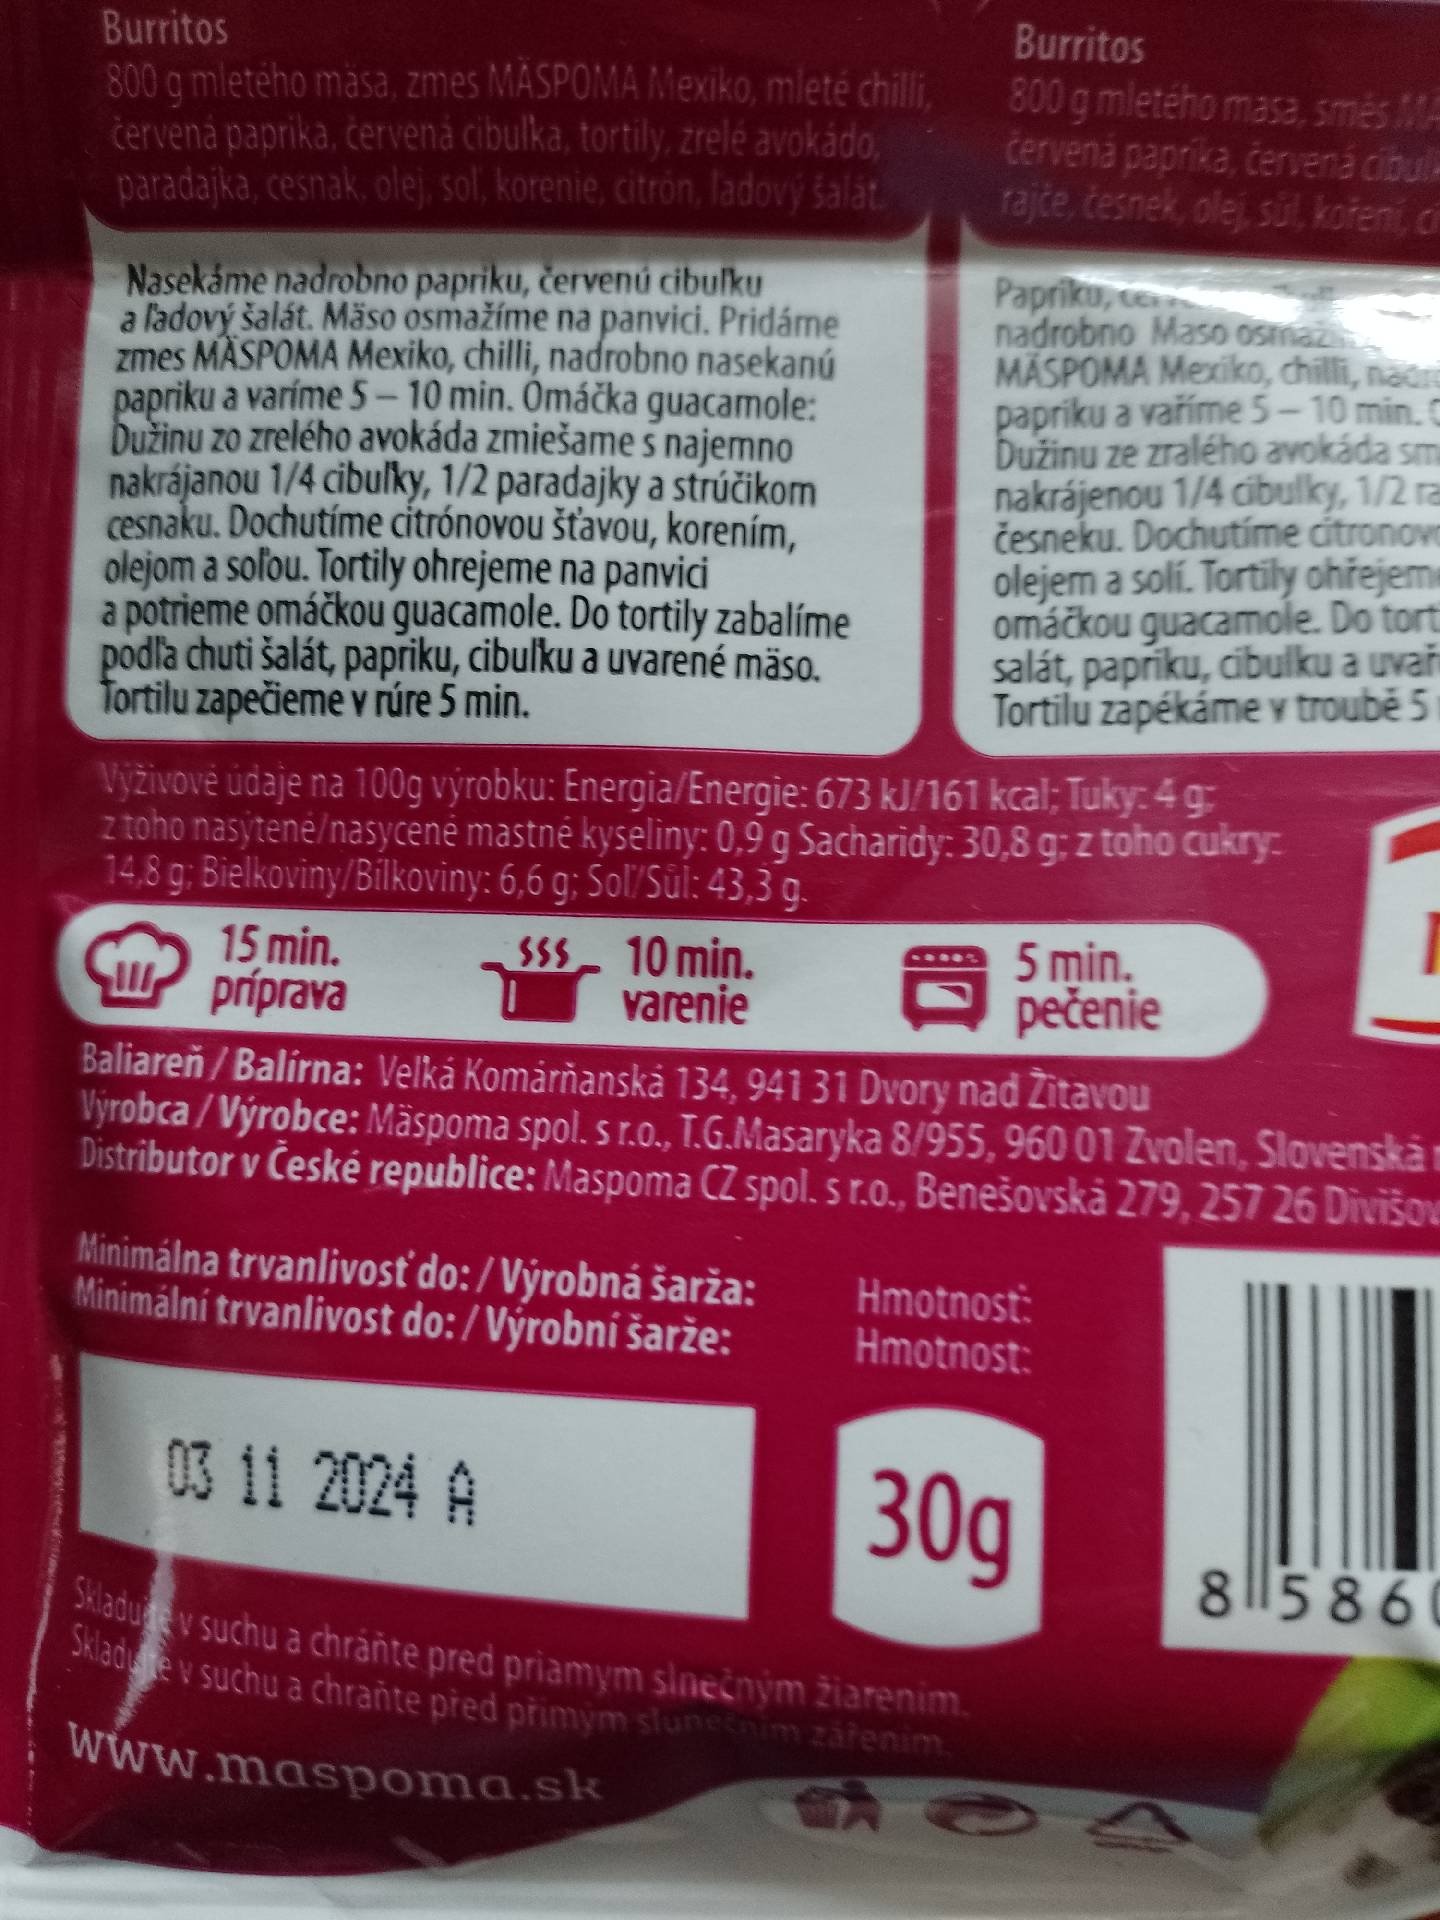 Burritos
800 g mletého mäsa, zmes MÄSPOMA Mexiko, mleté chilli,
červená paprika, červená cibuľka, tortily, zrelé avokádo,
paradajka, cesnak, olej, soľ, korenie, citrón, ľadový šalát.
Nasekáme nadrobno papriku, červenú cibuľku
a ľadový šalát. Mäso osmažíme na panvici. Pridáme
zmes MÄSPOMA Mexiko, chilli, nadrobno nasekanú
papriku a varíme 5 – 10 min. Omáčka guacamole:
Dužinu zo zrelého avokáda zmiešame s najemno
nakrájanou 1/4 cibuľky, 1/2 paradajky a strúčikom
cesnaku. Dochutíme citrónovou šťavou, korením,
olejom a soľou. Tortily ohrejeme na panvici
a potrieme omáčkou guacamole. Do tortily zabalíme
podľa chuti šalát, papriku, cibuľku a uvarené mäso.
Tortilu zapečieme v rúre 5 min.
Burritos
800 g mletého masa, směs
červená paprika, červená
rajče, česnek, olej, sůl, koření,
Papriku,
nadrobno Maso
MÄSPOMA Mexiko, chilli,
papriku a vaříme 5 – 10 min.
Dužinu ze zralého avokáda
nakrájenou 1/4 cibulky, 1/2
česneku. Dochutíme
olejem a solí. Tortily
omáčkou guacamole. Do
salát, papriku, cibulku a
Tortilu zapékáme v troubě 5
Výživové údaje na 100g výrobku: Energia/Energie: 673 kJ/161 kcal; Tuky: 4 g;
z toho nasýtené/nasycené mastné kyseliny: 0,9 g Sacharidy: 30,8 g; z toho cukry:
14,8 g; Bielkoviny/Bílkoviny: 6,6 g; Soľ/Sůl: 43,3 g.
15 min.
príprava
10 min.
varenie
5 min.
pečenie
Baliareň / Balírna: Veľká Komárňanská 134, 941 31 Dvory nad Žitavou
Výrobca / Výrobce: Mäspoma spol. s r.o., T.G.Masaryka 8/955, 960 01 Zvolen, Slovenská
Distributor v České republice: Maspoma CZ spol. s r.o., Benešovská 279, 257 26
Minimálna trvanlivosť do: / Výrobná šarža:
Minimální trvanlivost do: / Výrobní šarže:
Hmotnosť:
Hmotnost:
03 11 2024 A
30g
8 586
Skladujte v suchu a chráňte pred priamym slnečným žiarením.
Skladujte v suchu a chraňte před přímým slunečním zářením.
www.maspoma.sk